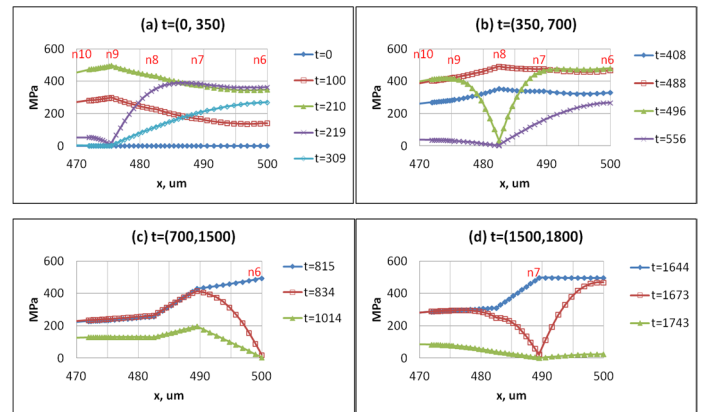 (a) t=(0, 350)
600
400
200
0
MPa
n10 n9 n8 n7 n6
470 480 490 500
x, um
t=0
t=100
t=210
t=219
t=309
(b) t=(350, 700)
600
400
200
0
MPa
n10 n9 n8 n7 n6
470 480 490 500
x, um
t=408
t=488
t=496
t=556
(c) t=(700,1500)
600
400
200
0
MPa
n6
470 480 490 500
x, um
t=815
t=834
t=1014
(d) t=(1500,1800)
600
400
200
0
MPa
n7
470 480 490 500
x, um
t=1644
t=1673
t=1743